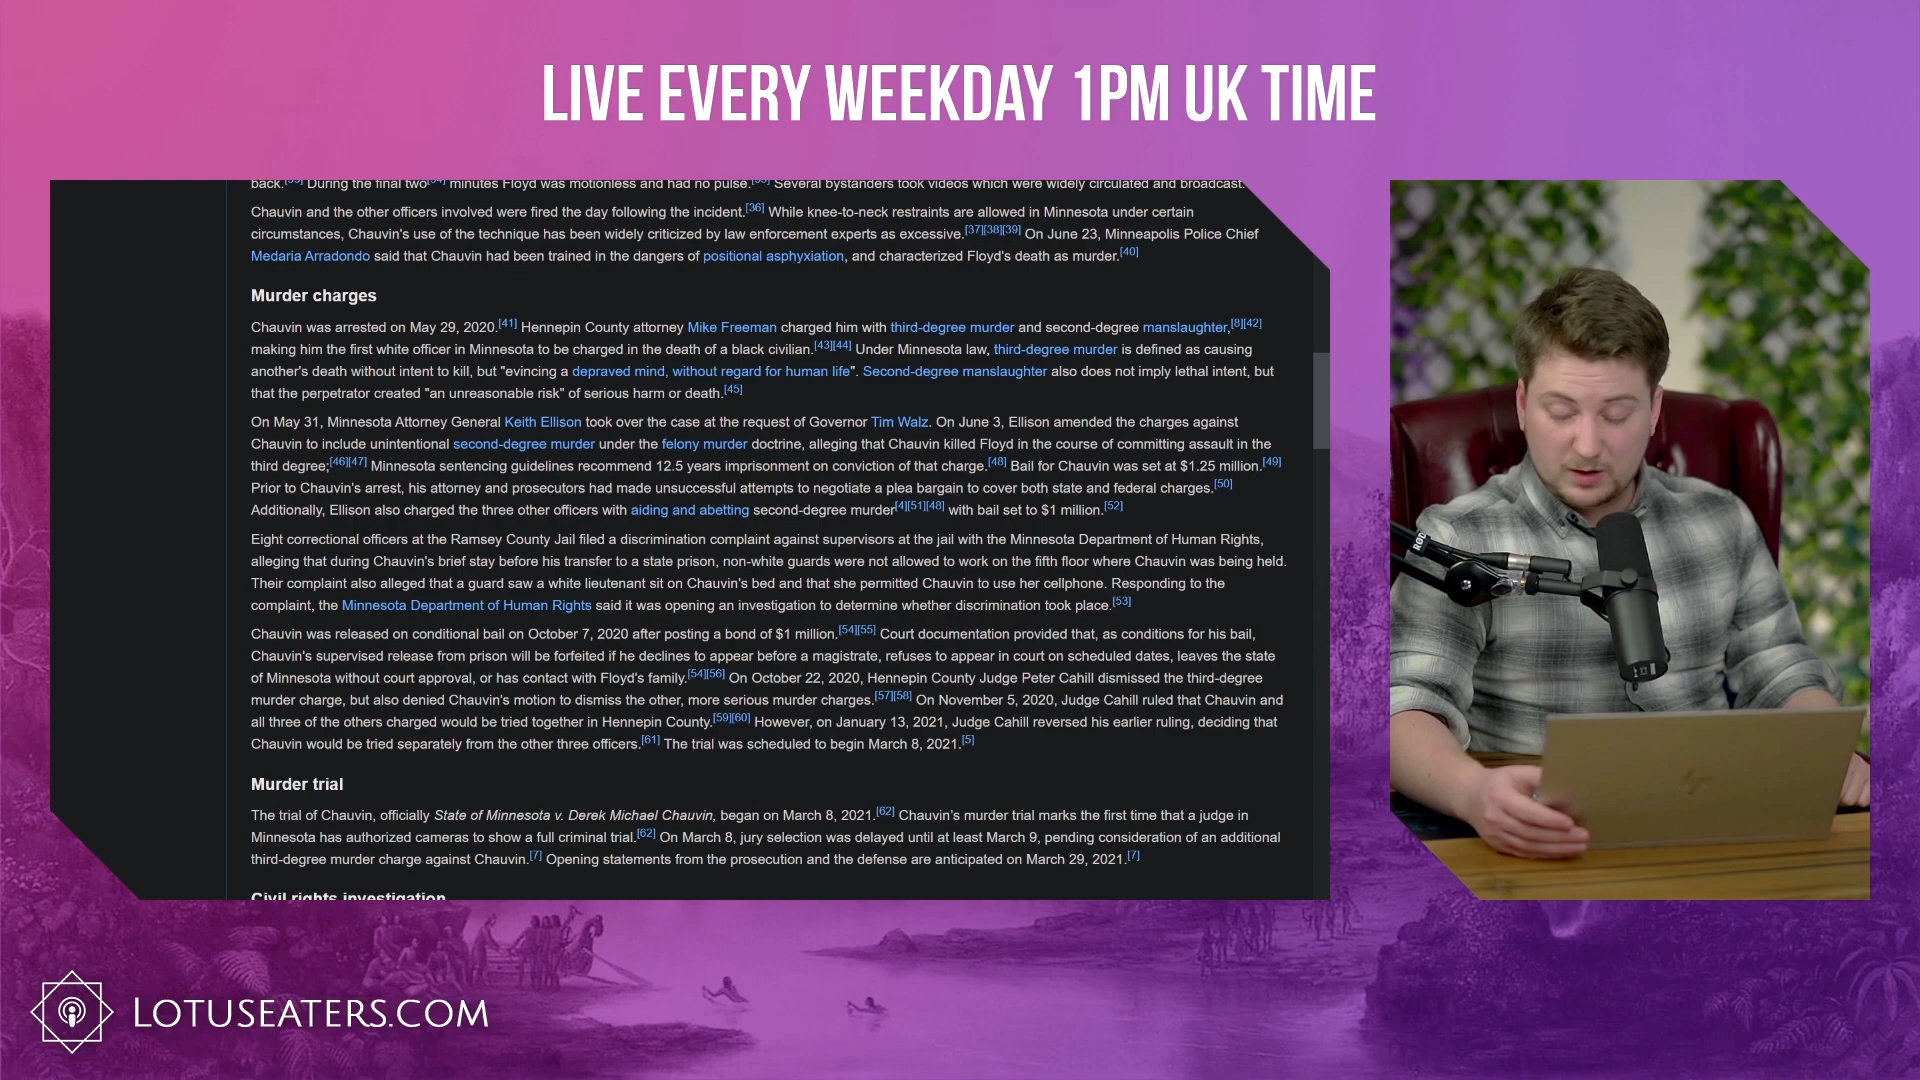 LIVE EVERY WEEKDAY 1PM UK TIME
back.[33] During the final two[34] minutes Floyd was motionless and had no pulse.[35] Several bystanders took videos which were widely circulated and broadcast.
Chauvin and the other officers involved were fired the day following the incident.[36] While knee-to-neck restraints are allowed in Minnesota under certain
circumstances, Chauvin's use of the technique has been widely criticized by law enforcement experts as excessive.[37][38][39] On June 23, Minneapolis Police Chief
Medaria Arradondo said that Chauvin had been trained in the dangers of positional asphyxiation, and characterized Floyd's death as murder.[40]
Murder charges
Chauvin was arrested on May 29, 2020.[41] Hennepin County attorney Mike Freeman charged him with third-degree murder and second-degree manslaughter,[8][42]
making him the first white officer in Minnesota to be charged in the death of a black civilian.[43][44] Under Minnesota law, third-degree murder is defined as causing
another's death without intent to kill, but "evincing a depraved mind, without regard for human life". Second-degree manslaughter also does not imply lethal intent, but
that the perpetrator created "an unreasonable risk" of serious harm or death.[45]
On May 31, Minnesota Attorney General Keith Ellison took over the case at the request of Governor Tim Walz. On June 3, Ellison amended the charges against
Chauvin to include unintentional second-degree murder under the felony murder doctrine, alleging that Chauvin killed Floyd in the course of committing assault in the
third degree;[46][47] Minnesota sentencing guidelines recommend 12.5 years imprisonment on conviction of that charge.[48] Bail for Chauvin was set at $1.25 million.[49]
Prior to Chauvin's arrest, his attorney and prosecutors had made unsuccessful attempts to negotiate a plea bargain to cover both state and federal charges.[50]
Additionally, Ellison also charged the three other officers with aiding and abetting second-degree murder[4][51][48] with bail set to $1 million.[52]
Eight correctional officers at the Ramsey County Jail filed a discrimination complaint against supervisors at the jail with the Minnesota Department of Human Rights,
alleging that during Chauvin's brief stay before his transfer to a state prison, non-white guards were not allowed to work on the fifth floor where Chauvin was being held.
Their complaint also alleged that a guard saw a white lieutenant sit on Chauvin's bed and that she permitted Chauvin to use her cellphone. Responding to the
complaint, the Minnesota Department of Human Rights said it was opening an investigation to determine whether discrimination took place.[53]
Chauvin was released on conditional bail on October 7, 2020 after posting a bond of $1 million.[54][55] Court documentation provided that, as conditions for his bail,
Chauvin's supervised release from prison will be forfeited if he declines to appear before a magistrate, refuses to appear in court on scheduled dates, leaves the state
of Minnesota without court approval, or has contact with Floyd's family.[54][56] On October 22, 2020, Hennepin County Judge Peter Cahill dismissed the third-degree
murder charge, but also denied Chauvin's motion to dismiss the other, more serious murder charges.[57][58] On November 5, 2020, Judge Cahill ruled that Chauvin and
all three of the others charged would be tried together in Hennepin County.[59][60] However, on January 13, 2021, Judge Cahill reversed his earlier ruling, deciding that
Chauvin would be tried separately from the other three officers.[61] The trial was scheduled to begin March 8, 2021.[5]
Murder trial
The trial of Chauvin, officially State of Minnesota v. Derek Michael Chauvin, began on March 8, 2021.[62] Chauvin's murder trial marks the first time that a judge in
Minnesota has authorized cameras to show a full criminal trial.[62] On March 8, jury selection was delayed until at least March 9, pending consideration of an additional
third-degree murder charge against Chauvin.[7] Opening statements from the prosecution and the defense are anticipated on March 29, 2021.[7]
Civil rights investigation
LOTUSEATERS.COM